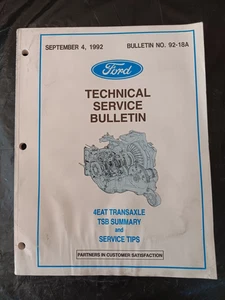 SEPTEMBER 4, 1992 BULLETIN NO. 92-18A
Ford
TECHNICAL
SERVICE
BULLETIN
4EAT TRANSAXLE
TSB SUMMARY
and
SERVICE TIPS
PARTNERS IN CUSTOMER SATISFACTION